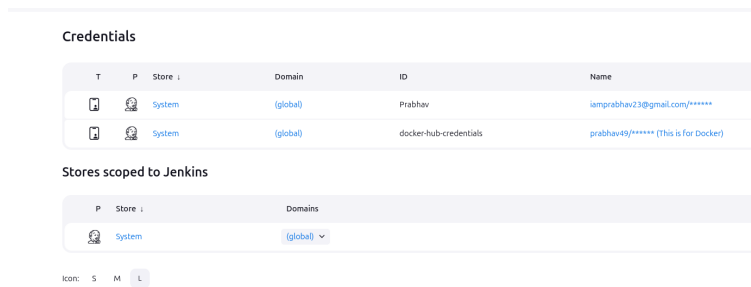 Credentials
T P Store ↓ Domain ID Name
System (global) Prabhav iamprabhav23@gmail.com/******
System (global) docker-hub-credentials prabhav49/****** (This is for Docker)
Stores scoped to Jenkins
P Store ↓ Domains
System (global)
Icon: S M L